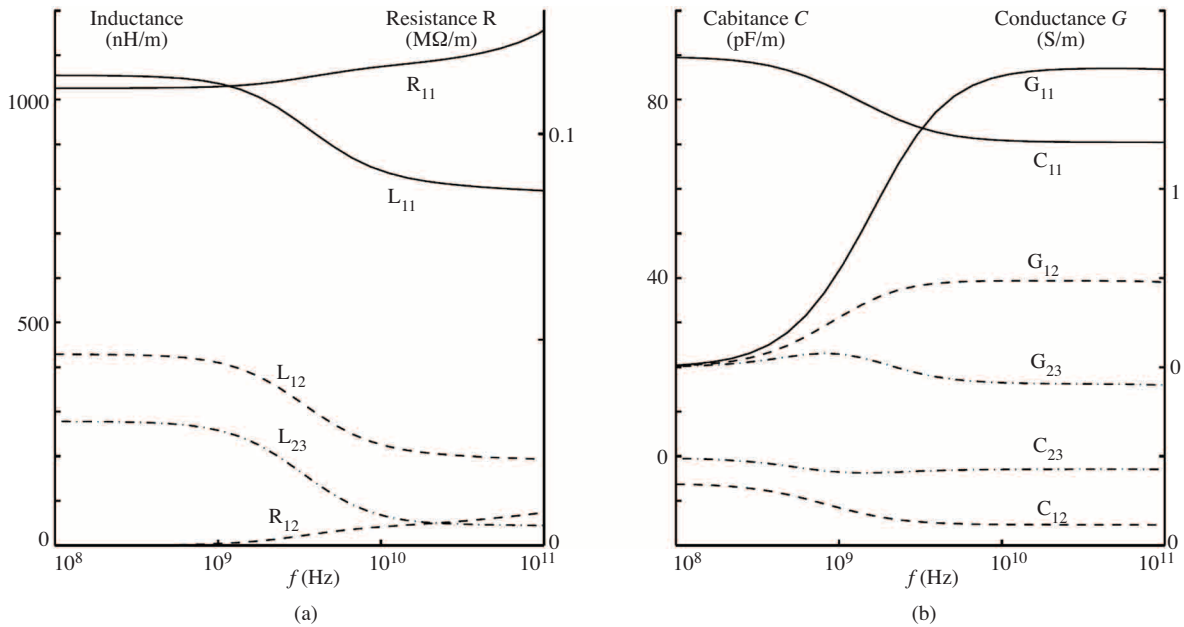 Inductance
(nH/m)
Resistance R
(MΩ/m)
1000
500
0
0.1
0
R11
L11
L12
L23
R12
10^8
10^9
10^10
10^11
f (Hz)
(a)
Cabitance C
(pF/m)
Conductance G
(S/m)
80
40
0
1
0
G11
C11
G12
G23
C23
C12
10^8
10^9
10^10
10^11
f (Hz)
(b)